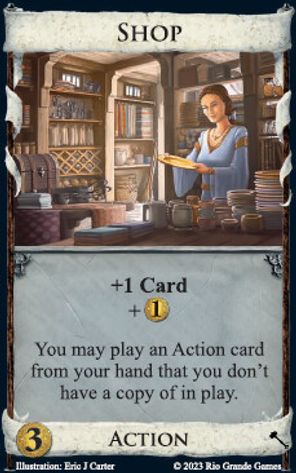 SHOP
+1 Card
+ 1
You may play an Action card
from your hand that you don't
have a copy of in play.
3 ACTION
Illustration: Eric J Carter © 2023 Rio Grande Games